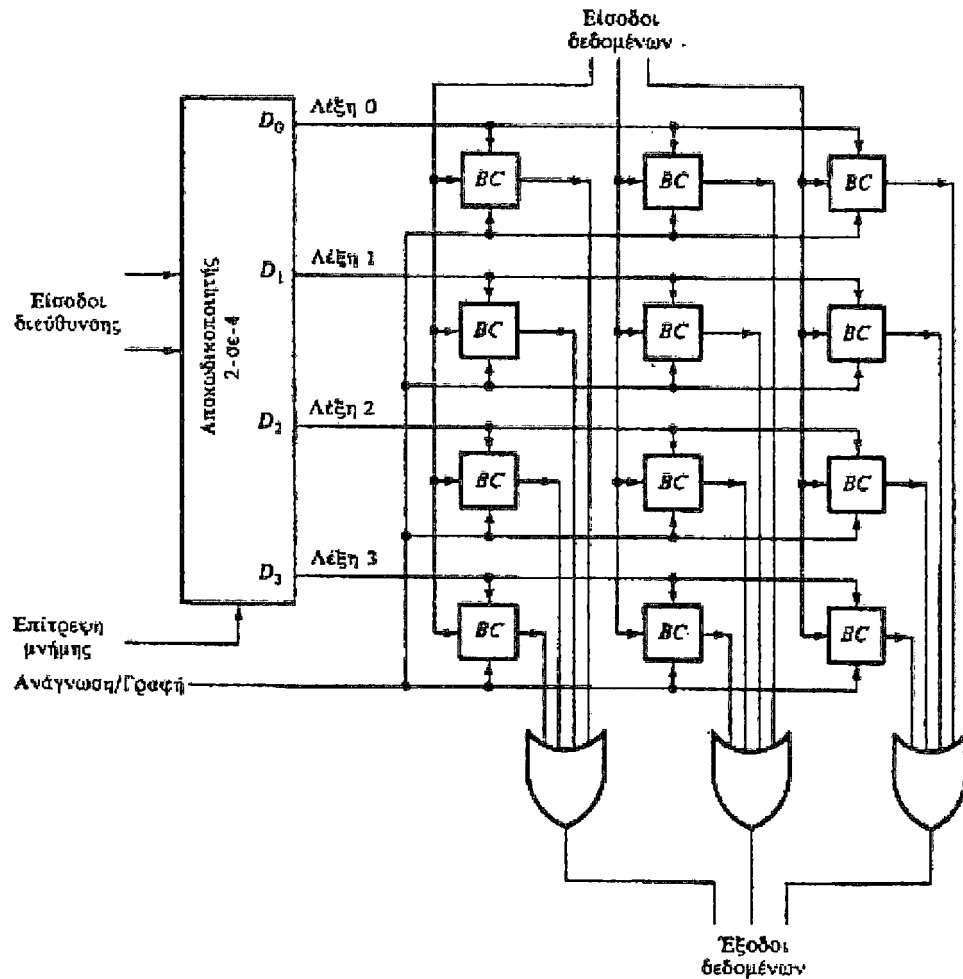 Είσοδοι
δεδομένων
Λέξη 0
D₀
BC BC BC
Λέξη 1
D₁
Είσοδοι
διεύθυνσης
Αποκωδικοποιητής
2-σε-4
BC BC BC
Λέξη 2
D₂
BC BC BC
Λέξη 3
D₃
Επίτρεψη
μνήμης
BC BC BC
Ανάγνωση/Γραφή
Έξοδοι
δεδομένων